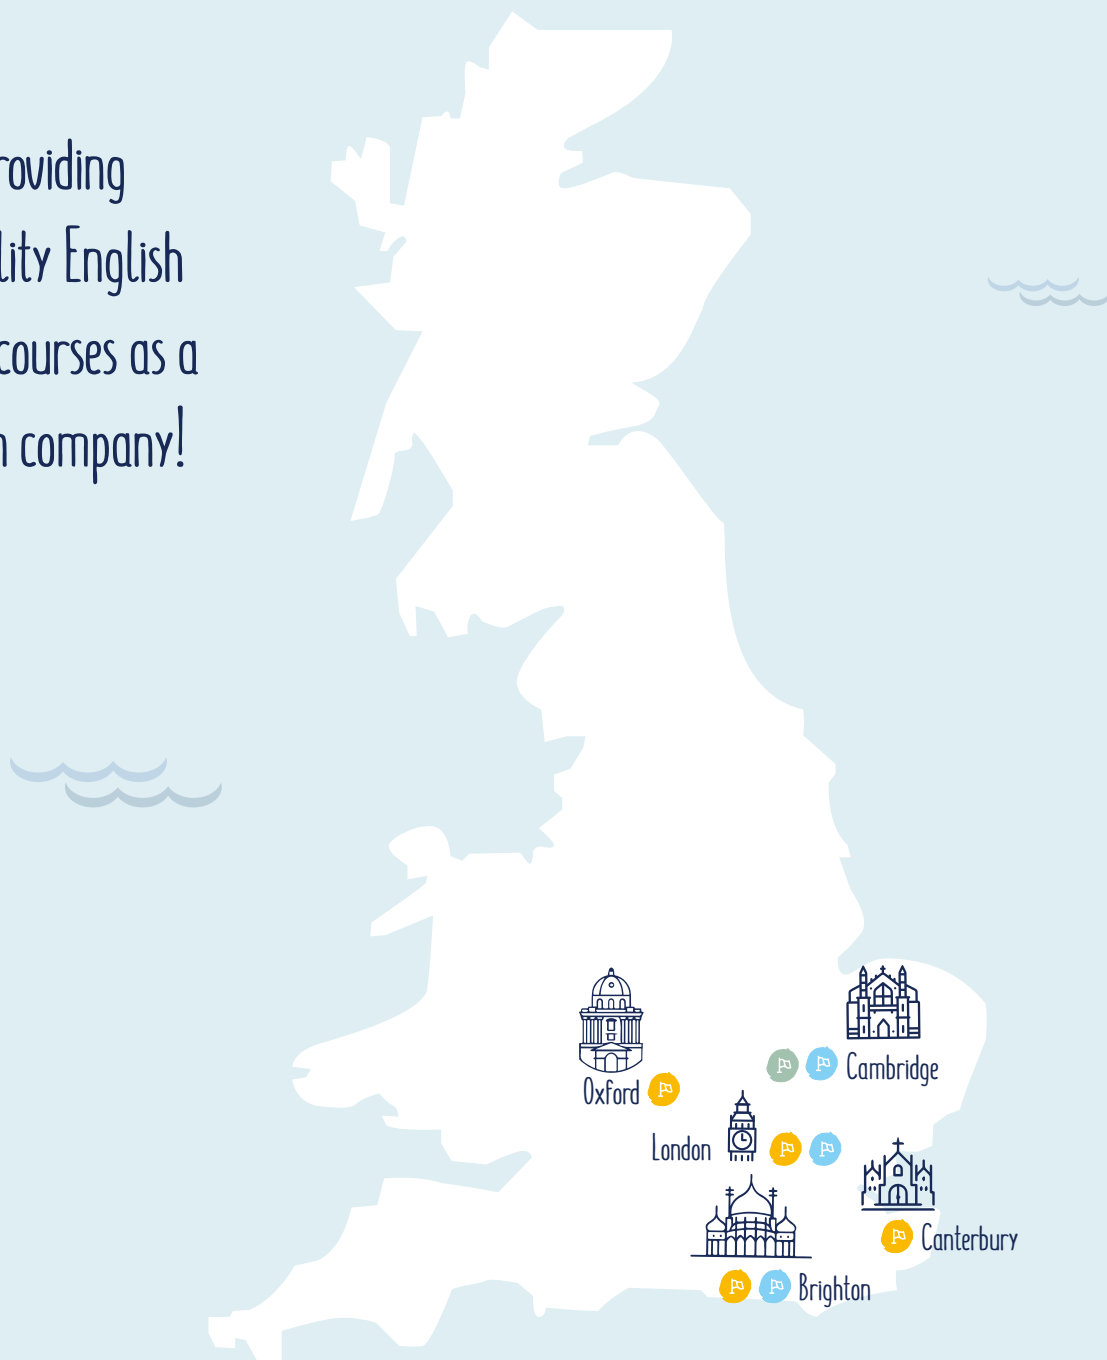 roviding
lity English
courses as a
n company!
Oxford
Cambridge
London
Canterbury
Brighton